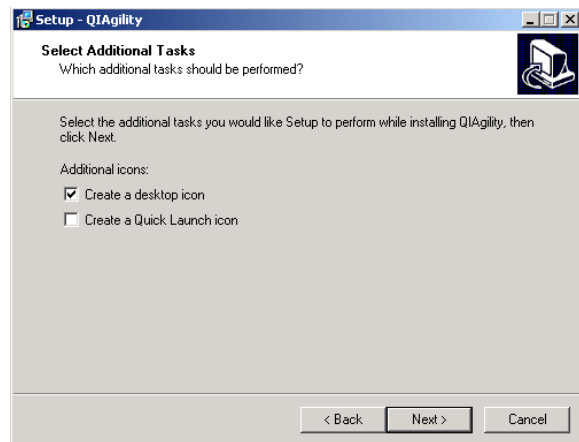 Setup - QIAgility
Select Additional Tasks
Which additional tasks should be performed?
Select the additional tasks you would like Setup to perform while installing QIAgility, then
click Next.
Additional icons:
Create a desktop icon
Create a Quick Launch icon
< Back
Next >
Cancel